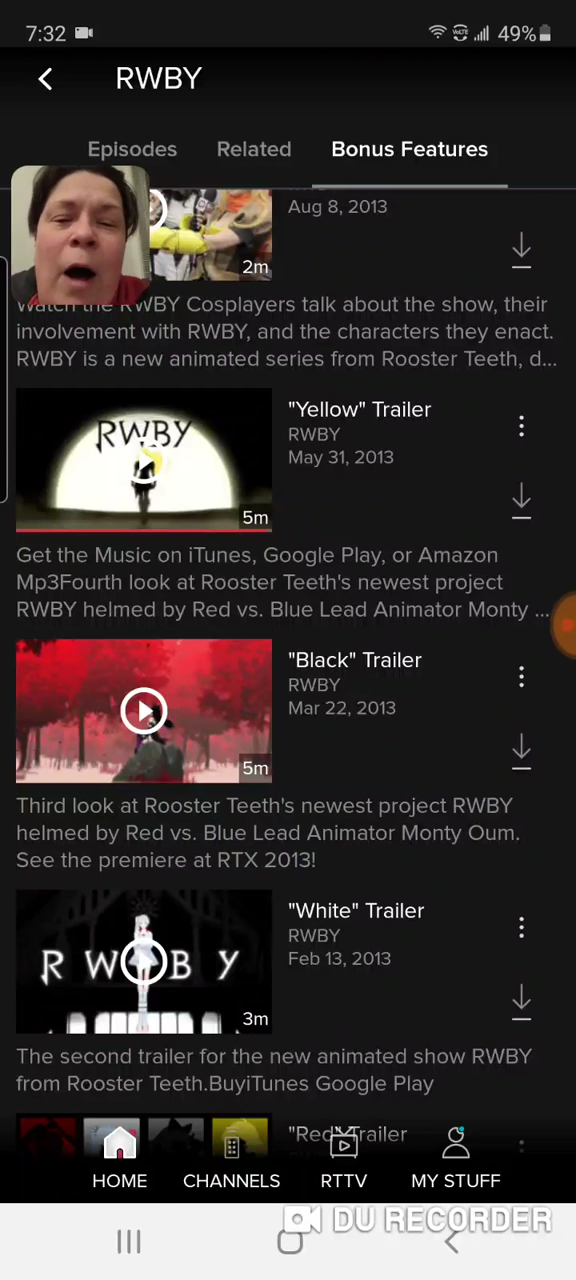 7:32
VoLTE
49%
RWBY
Episodes
Related
Bonus Features
Aug 8, 2013
2m
Watch the RWBY Cosplayers talk about the show, their
involvement with RWBY, and the characters they enact.
RWBY is a new animated series from Rooster Teeth, d...
RWBY
5m
"Yellow" Trailer
RWBY
May 31, 2013
Get the Music on iTunes, Google Play, or Amazon
Mp3Fourth look at Rooster Teeth's newest project
RWBY helmed by Red vs. Blue Lead Animator Monty ...
"Black" Trailer
RWBY
Mar 22, 2013
5m
Third look at Rooster Teeth's newest project RWBY
helmed by Red vs. Blue Lead Animator Monty Oum.
See the premiere at RTX 2013!
"White" Trailer
RWBY
Feb 13, 2013
R W B Y
3m
The second trailer for the new animated show RWBY
from Rooster Teeth.BuyiTunes Google Play
"Red" Trailer
HOME
CHANNELS
RTTV
MY STUFF
DU RECORDER